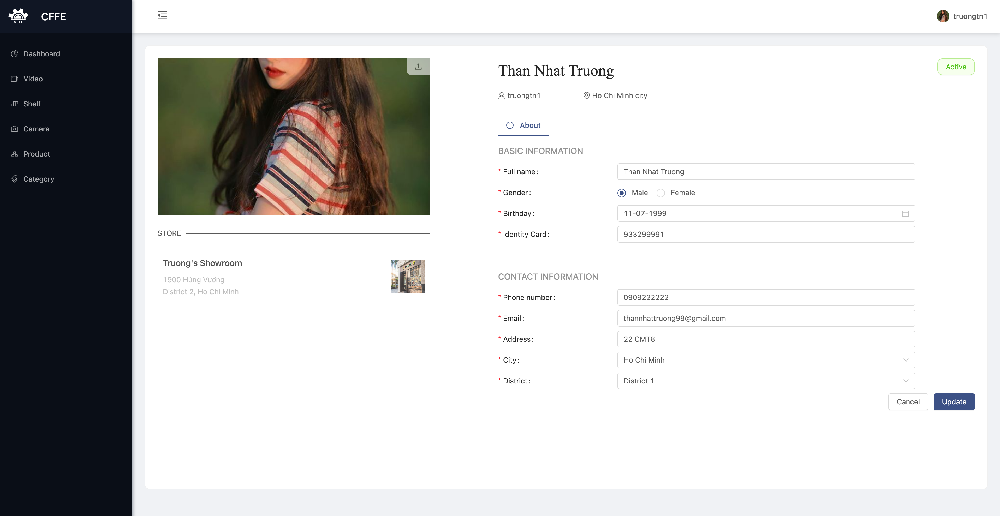 CFFE
CFFE
truongtn1
Dashboard
Video
Shelf
Camera
Product
Category
STORE
Truong's Showroom
1900 Hùng Vương
District 2, Ho Chi Minh
Than Nhat Truong
Active
truongtn1 | Ho Chi Minh city
About
BASIC INFORMATION
* Full name: Than Nhat Truong
* Gender: Male Female
* Birthday: 11-07-1999
* Identity Card: 933299991
CONTACT INFORMATION
* Phone number: 0909222222
* Email: thannhattruong99@gmail.com
* Address: 22 CMT8
* City: Ho Chi Minh
* District: District 1
Cancel Update